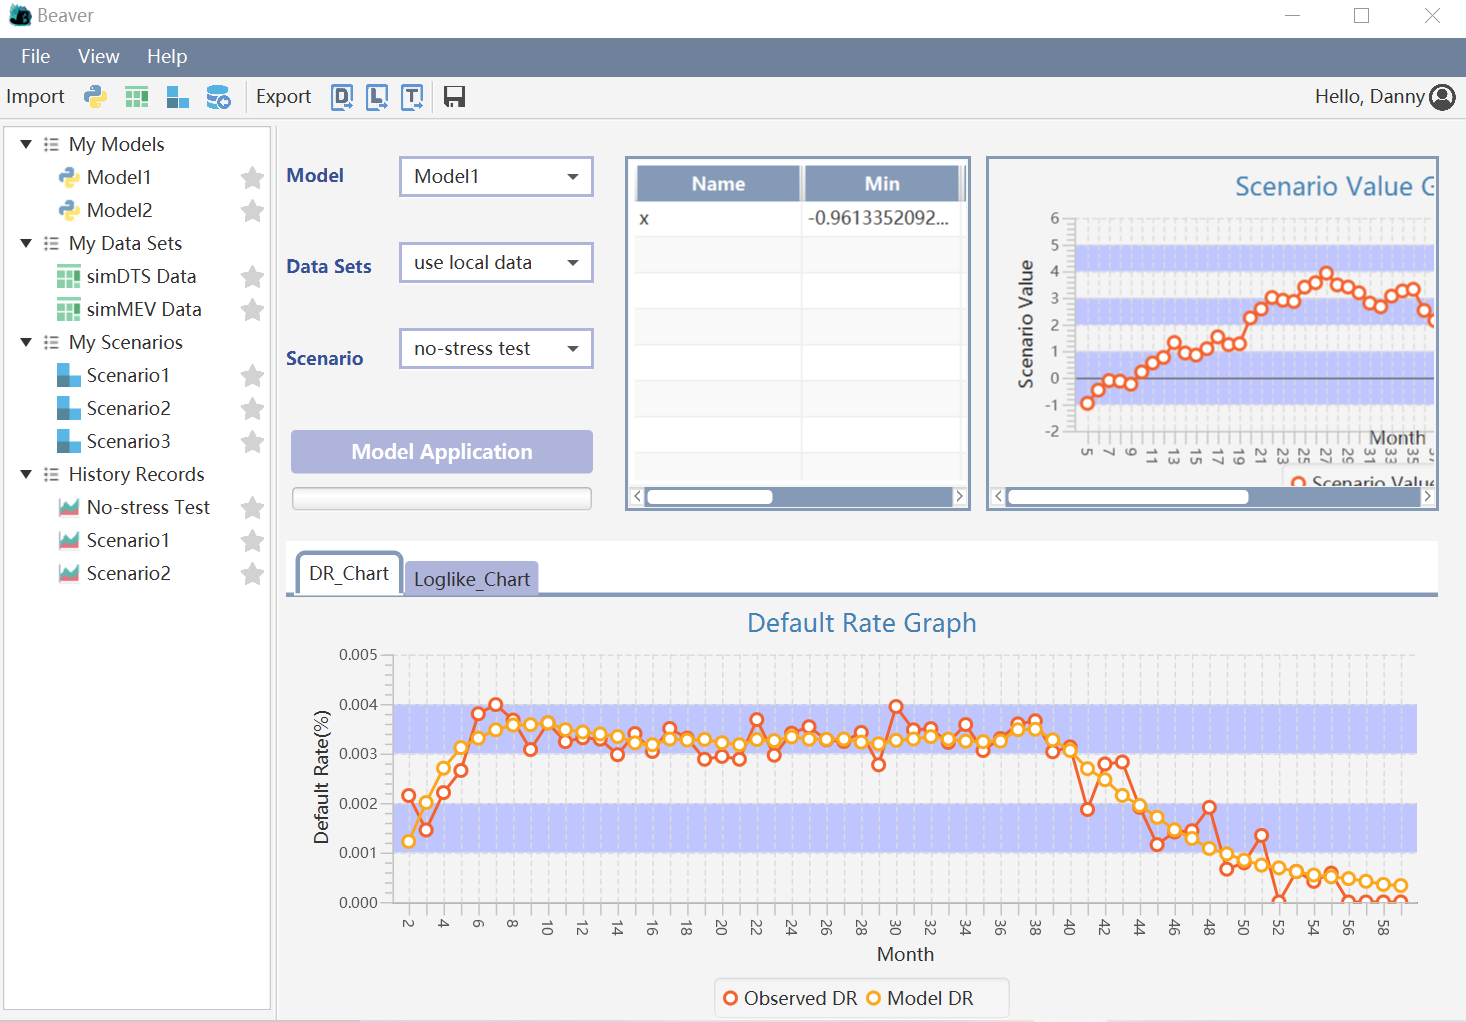 Beaver
File View Help
Import Export D L T Hello, Danny
My Models
Model1
Model2
My Data Sets
simDTS Data
simMEV Data
My Scenarios
Scenario1
Scenario2
Scenario3
History Records
No-stress Test
Scenario1
Scenario2
Model Model1
Data Sets use local data
Scenario no-stress test
Model Application
Name Min
x -0.9613352092...
Scenario Value G
Scenario Value
6
5
4
3
2
1
0
-1
-2
5 7 9 11 13 15 17 19 21 23 25 27 29 31 33 35
Month
Scenario Value
DR_Chart Loglike_Chart
Default Rate Graph
Default Rate(%)
0.005
0.004
0.003
0.002
0.001
0.000
2 4 6 8 10 12 14 16 18 20 22 24 26 28 30 32 34 36 38 40 42 44 46 48 50 52 54 56 58
Month
Observed DR Model DR